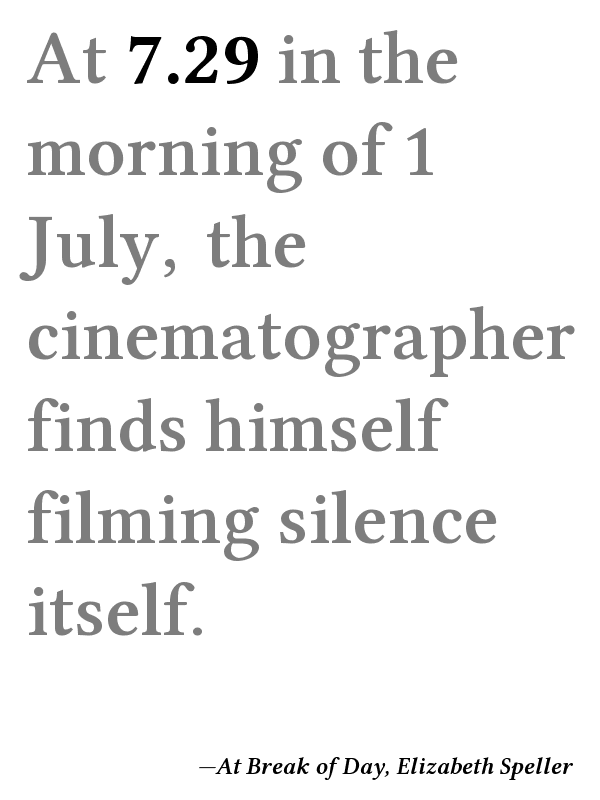 At 7.29 in the
morning of 1
July, the
cinematographer
finds himself
filming silence
itself.
—At Break of Day, Elizabeth Speller